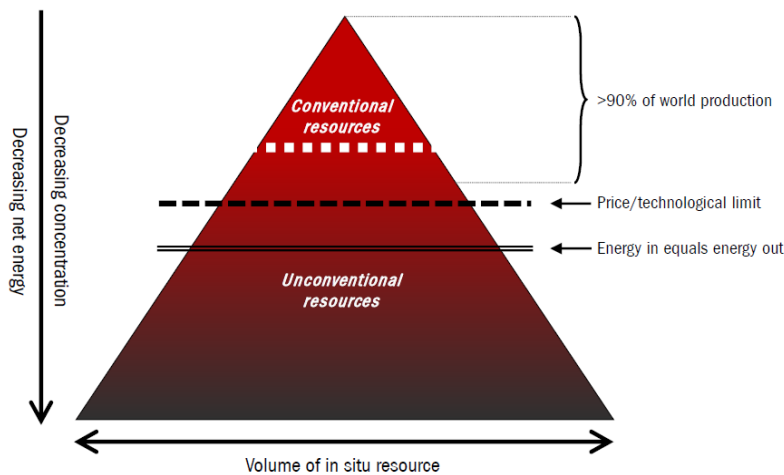 Decreasing net energy
Decreasing concentration
Conventional
resources
>90% of world production
Price/technological limit
Energy in equals energy out
Unconventional
resources
Volume of in situ resource